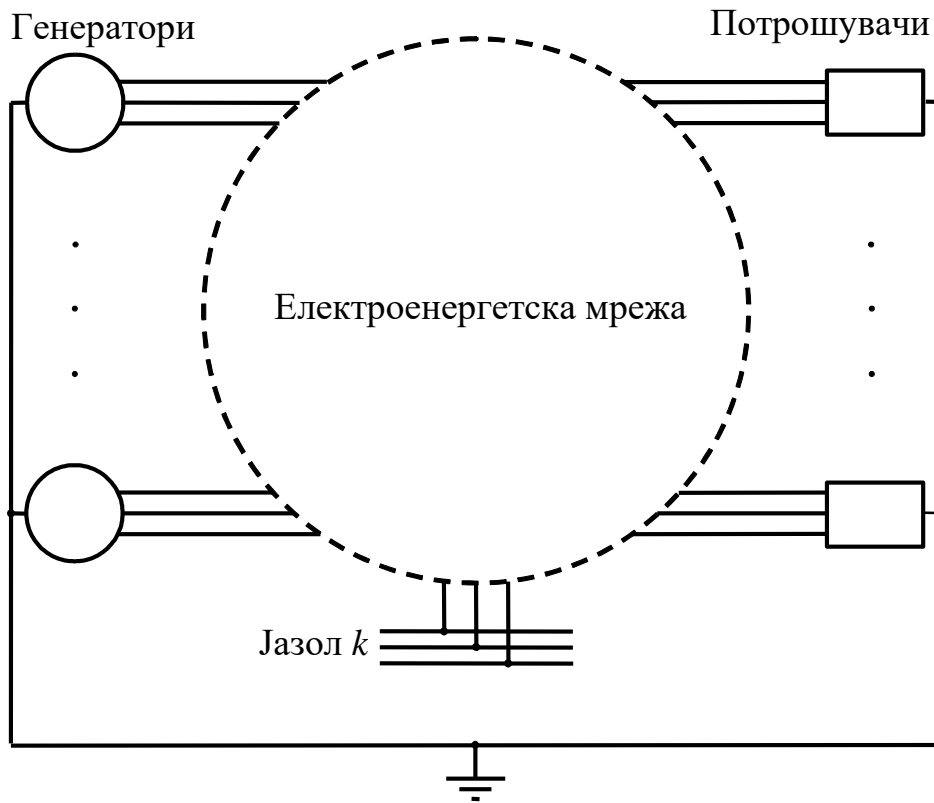 Генератори
Потрошувачи
Електроенергетска мрежа
Јазол k